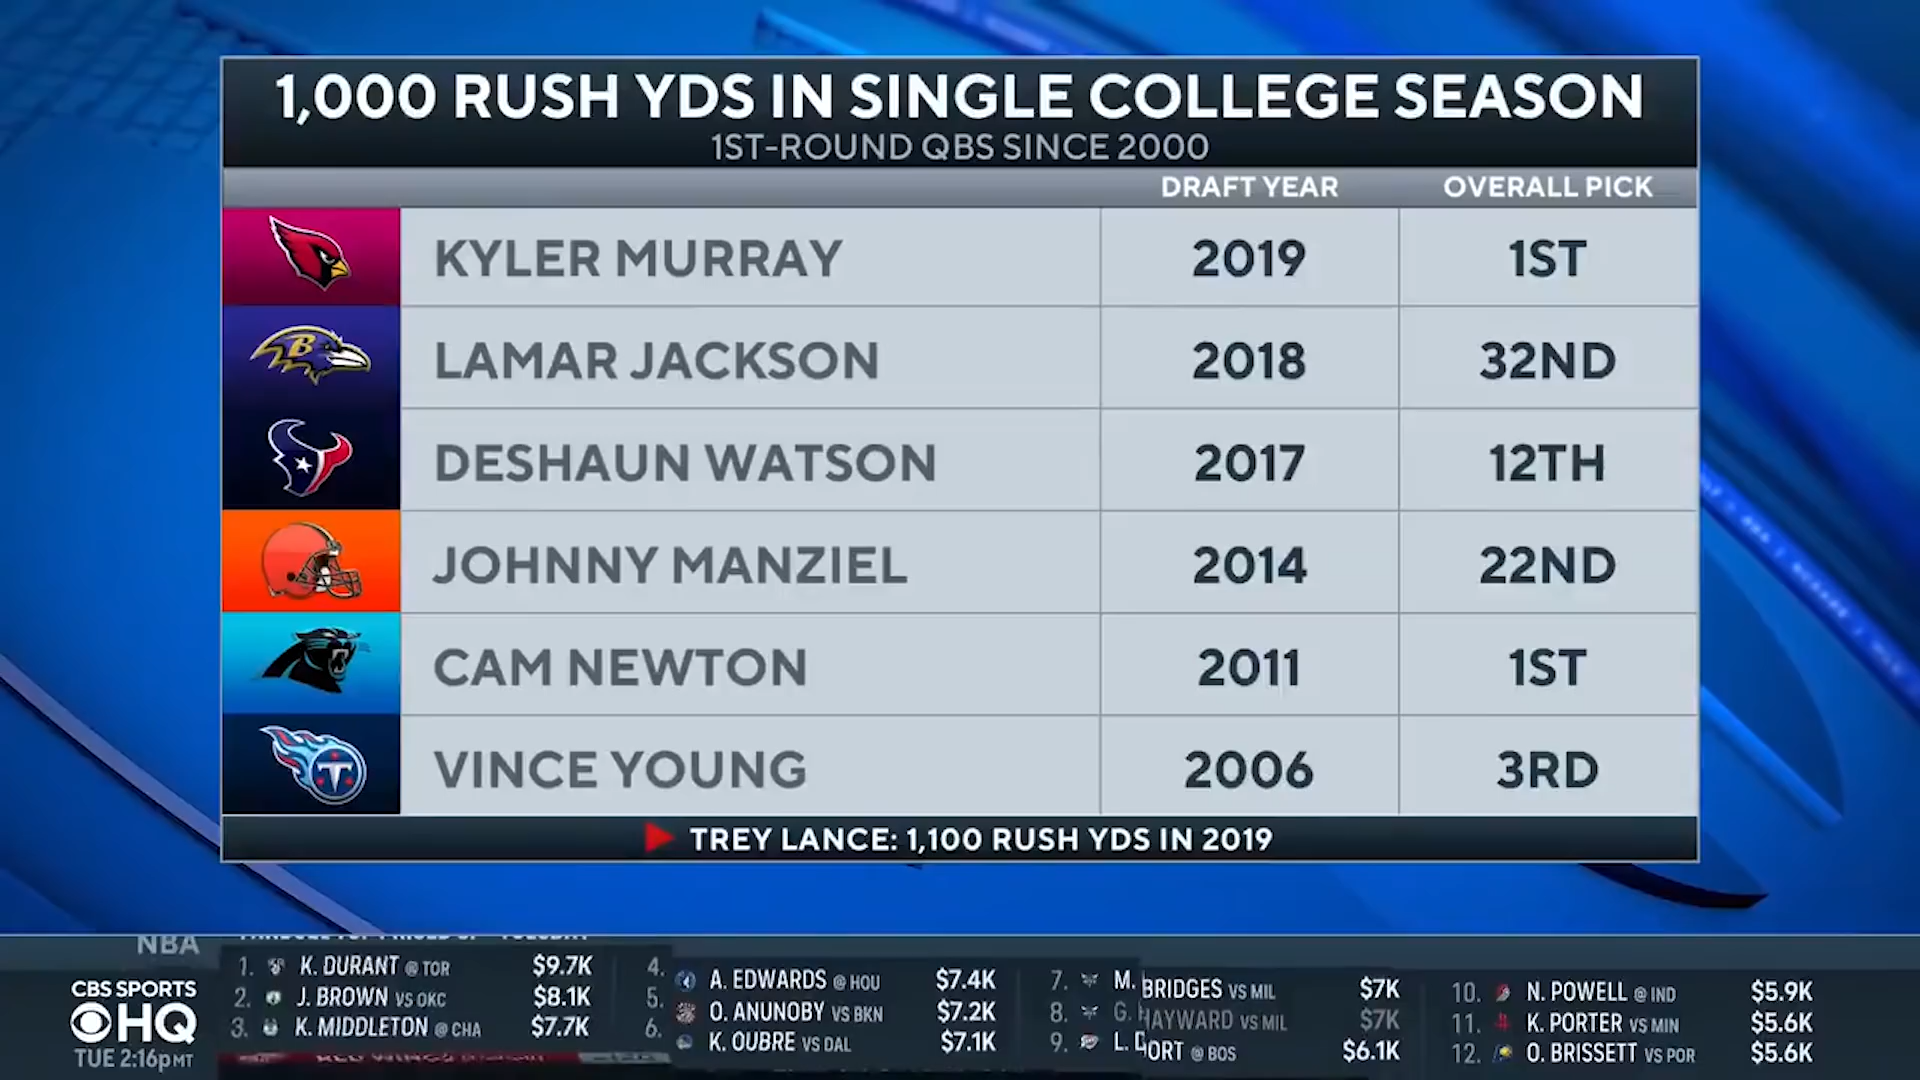 1,000 RUSH YDS IN SINGLE COLLEGE SEASON
1ST-ROUND QBS SINCE 2000
DRAFT YEAR OVERALL PICK
KYLER MURRAY 2019 1ST
LAMAR JACKSON 2018 32ND
DESHAUN WATSON 2017 12TH
JOHNNY MANZIEL 2014 22ND
CAM NEWTON 2011 1ST
VINCE YOUNG 2006 3RD
TREY LANCE: 1,100 RUSH YDS IN 2019
NBA
CBS SPORTS
HQ
TUE 2:16PM MT
1. K. DURANT @ TOR $9.7K
2. J. BROWN VS OKC $8.1K
3. K. MIDDLETON @ CHA $7.7K
4. A. EDWARDS @ HOU $7.4K
5. O. ANUNOBY VS BKN $7.2K
6. K. OUBRE VS DAL $7.1K
7. M. BRIDGES VS MIL $7K
8. G. HAYWARD VS MIL $7K
9. L. DORT @ BOS $6.1K
10. N. POWELL @ IND $5.9K
11. K. PORTER VS MIN $5.6K
12. O. BRISSETT VS POR $5.6K